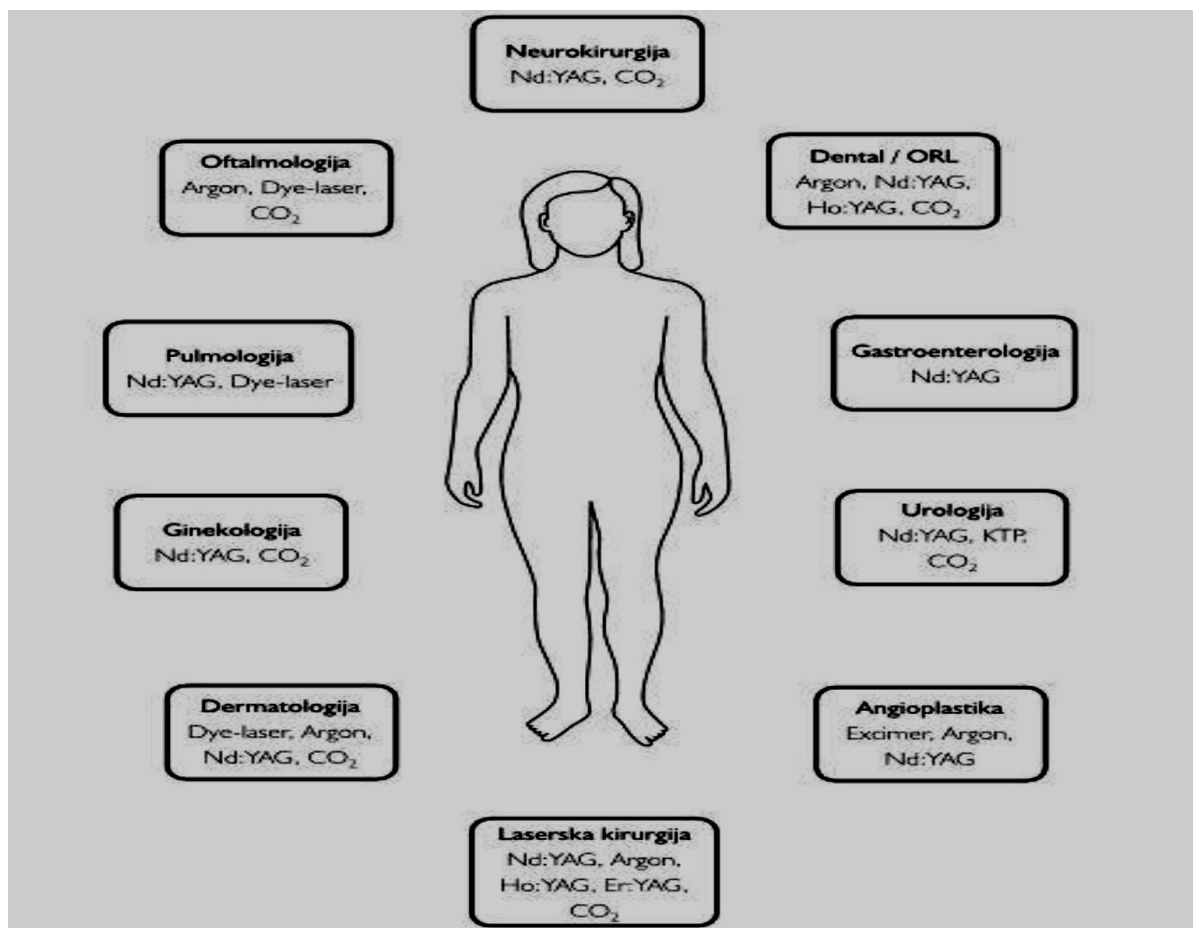 Neurokirurgija
Nd:YAG, CO₂
Oftalmologija
Argon, Dye-laser,
CO₂
Dental / ORL
Argon, Nd:YAG,
Ho:YAG, CO₂
Pulmologija
Nd:YAG, Dye-laser
Gastroenterologija
Nd:YAG
Ginekologija
Nd:YAG, CO₂
Urologija
Nd:YAG, KTP,
CO₂
Dermatologija
Dye-laser, Argon,
Nd:YAG, CO₂
Angioplastika
Excimer, Argon,
Nd:YAG
Laserska kirurgija
Nd:YAG, Argon,
Ho:YAG, Er:YAG,
CO₂